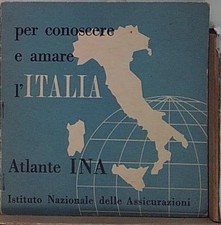 per conoscere
e amare
l'ITALIA
Atlante INA
Istituto Nazionale delle Assicurazioni